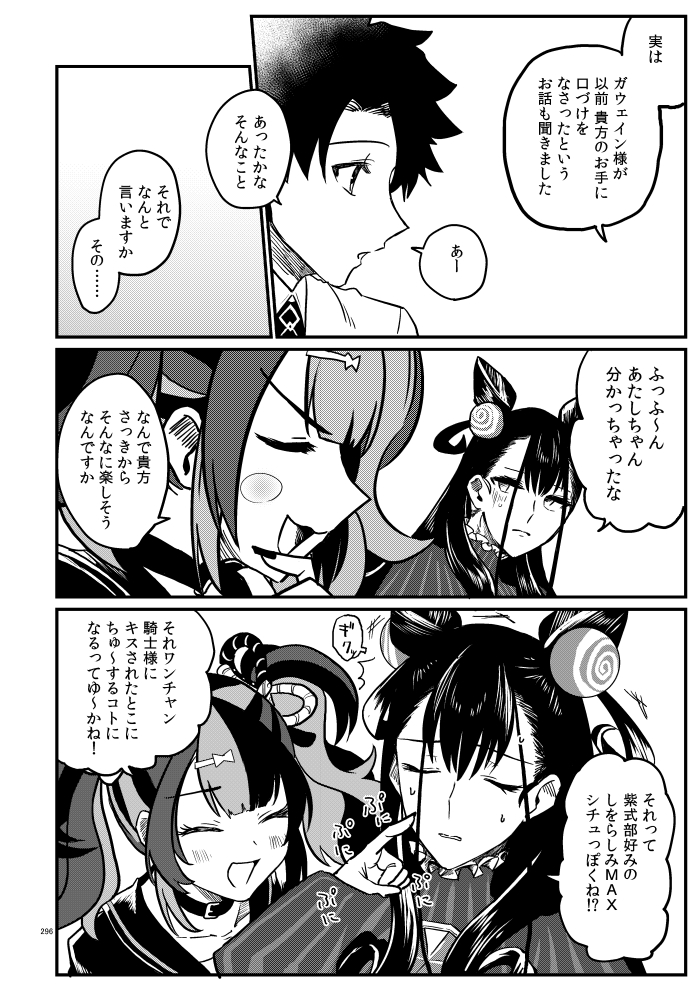 実は
ガウェイン様が
以前 貴方のお手に
口づけを
なさったという
お話も聞きました
あー
あったかな
そんなこと
それで
なんと
言いますか
その……
ふっふ～ん
あたしちゃん
分かっちゃったな
なんで貴方
さっきから
そんなに楽しそう
なんですか
それって
紫式部好みの
しをらしみMAX
シチュっぽくね!?
ギクッ
ぷに
ぷに
ぷに
ぷに
それワンチャン
騎士様に
キスされたとこに
ちゅ～するコトに
なるってゆ～かね！
296